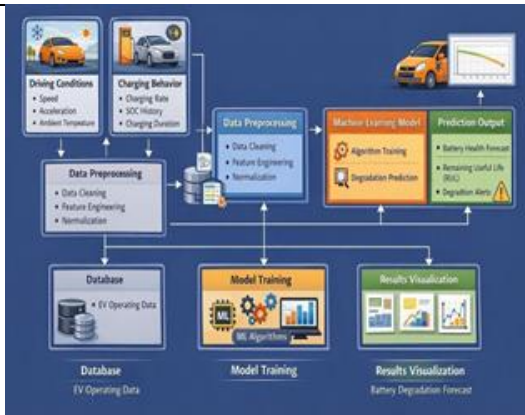 Driving Conditions
• Speed
• Acceleration
• Ambient Temperature
Charging Behavior
• Charging Rate
• SOC History
• Charging Duration
Data Preprocessing
• Data Cleaning
• Feature Engineering
• Normalization
Data Preprocessing
• Data Cleaning
• Feature Engineering
• Normalization
Machine Learning Model
Algorithm Training
Degradation Prediction
Prediction Output
• Battery Health Forecast
• Remaining Useful Life
(RUL)
• Degradtion Alerts
Database
• EV Operating Data
Model Training
ML
ML Algorithms
Results Visualization
Database
EV Operating Data
Model Training
Results Visualization
Battery Degradation Forecast